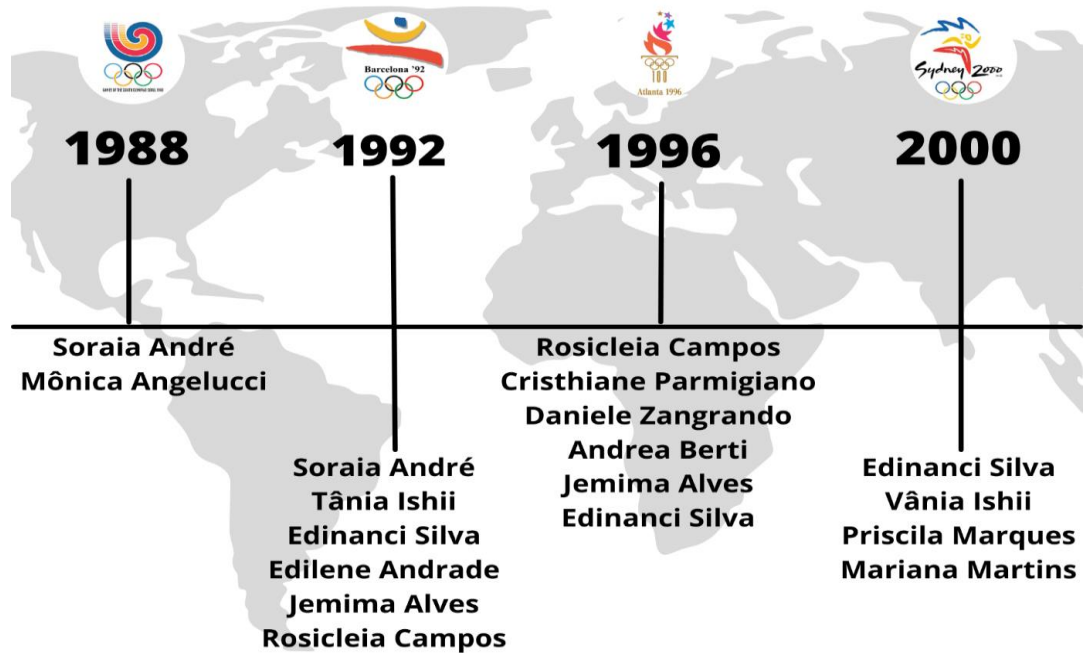 Barcelona '92
100
Atlanta 1996
Sydney 2000
1988
1992
1996
2000
Soraia André
Mônica Angelucci
Soraia André
Tânia Ishii
Edinanci Silva
Edilene Andrade
Jemima Alves
Rosicleia Campos
Rosicleia Campos
Cristhiane Parmigiano
Daniele Zangrando
Andrea Berti
Jemima Alves
Edinanci Silva
Edinanci Silva
Vânia Ishii
Priscila Marques
Mariana Martins